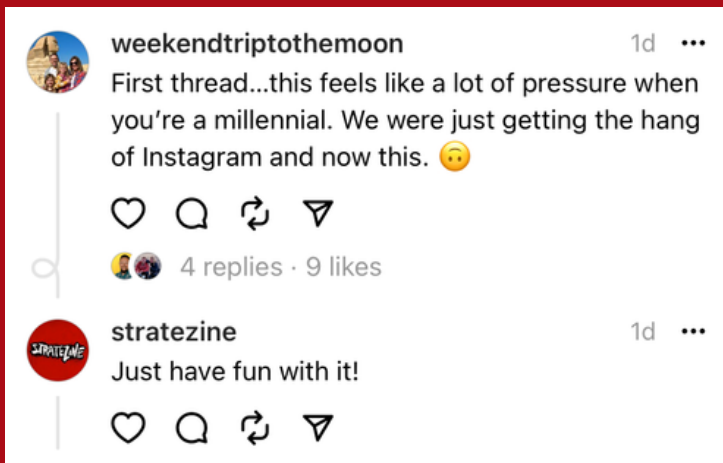 weekendtriptothemoon 1d
First thread...this feels like a lot of pressure when
you're a millennial. We were just getting the hang
of Instagram and now this. 🙃
4 replies · 9 likes
stratezine 1d
STRATEZINE
Just have fun with it!